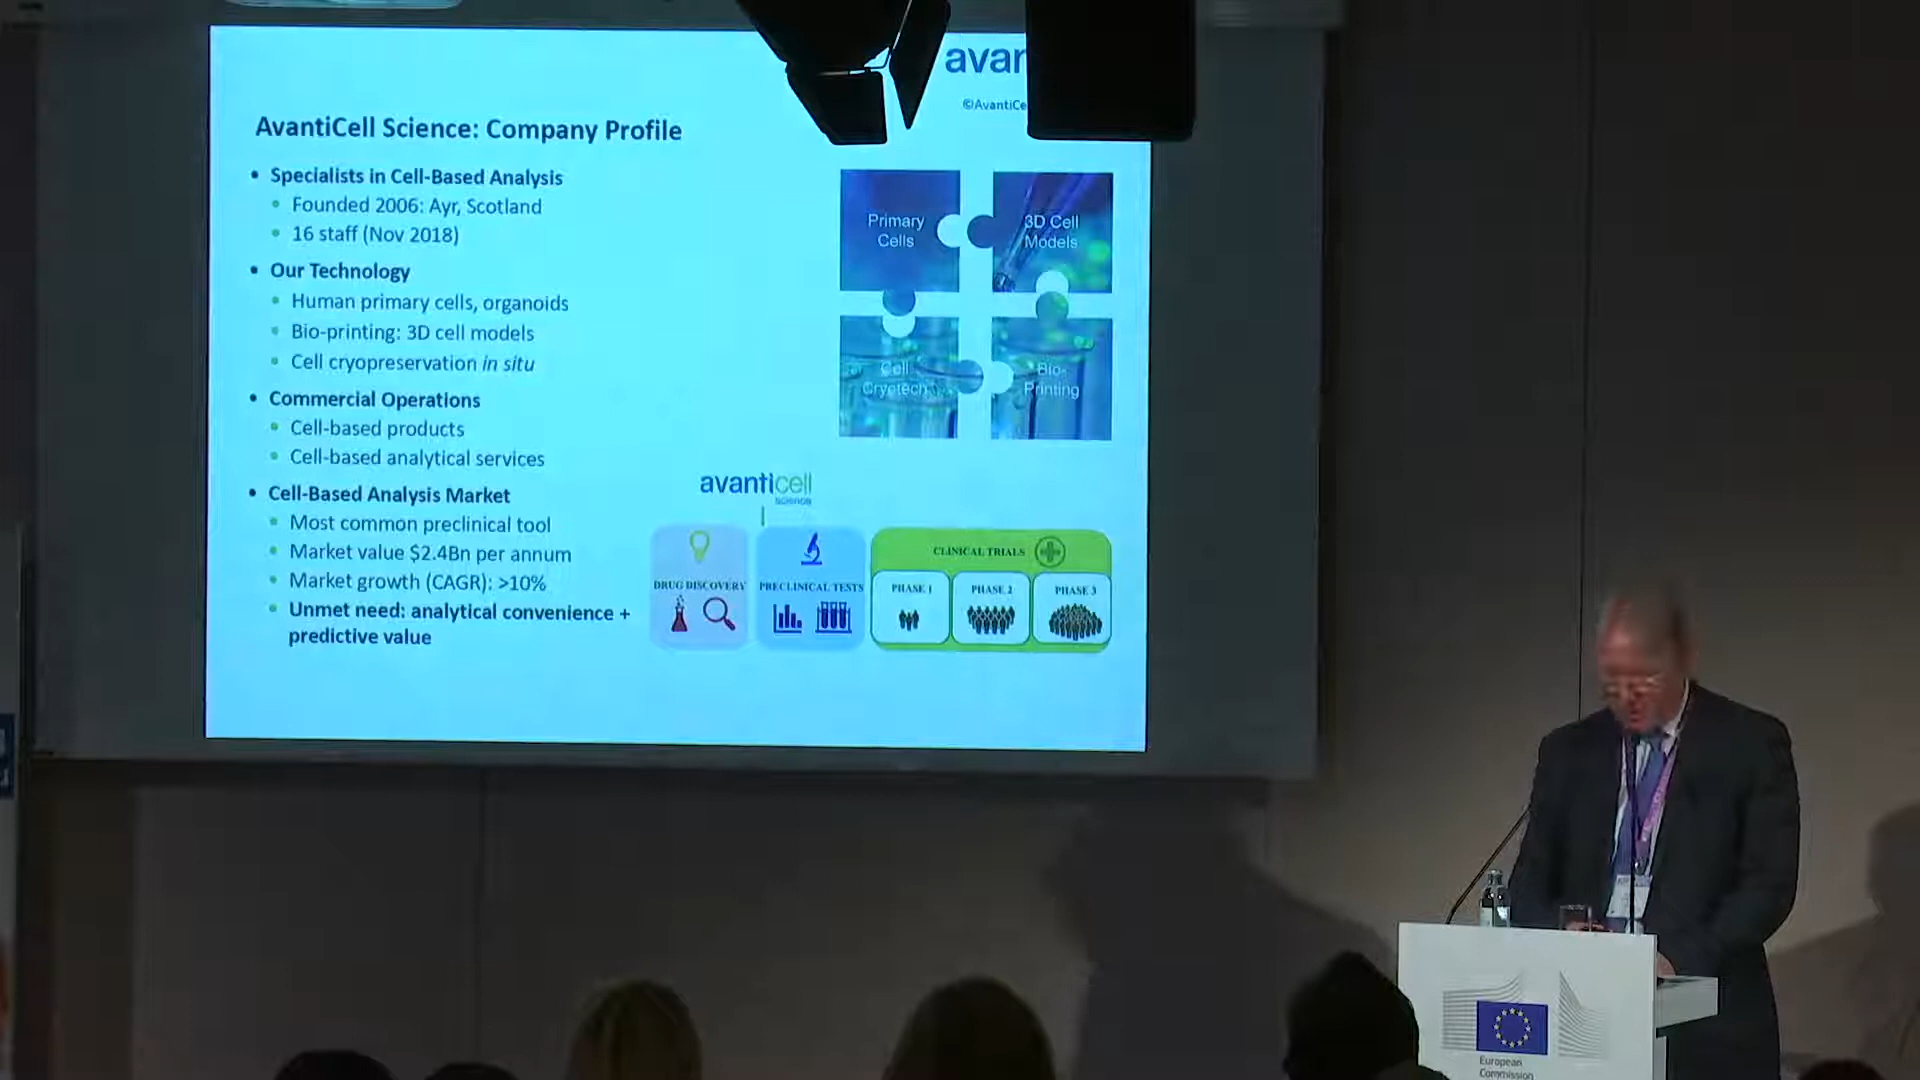 avan
©AvantiCe
AvantiCell Science: Company Profile
• Specialists in Cell-Based Analysis
• Founded 2006: Ayr, Scotland
• 16 staff (Nov 2018)
• Our Technology
• Human primary cells, organoids
• Bio-printing: 3D cell models
• Cell cryopreservation in situ
• Commercial Operations
• Cell-based products
• Cell-based analytical services
• Cell-Based Analysis Market
• Most common preclinical tool
• Market value $2.4Bn per annum
• Market growth (CAGR): >10%
• Unmet need: analytical convenience +
predictive value
Primary
Cells
3D Cell
Models
Cell
Cryotech
Bio-
Printing
avanticell
science
DRUG DISCOVERY
PRECLINICAL TESTS
CLINICAL TRIALS
PHASE 1
PHASE 2
PHASE 3
European
Commission